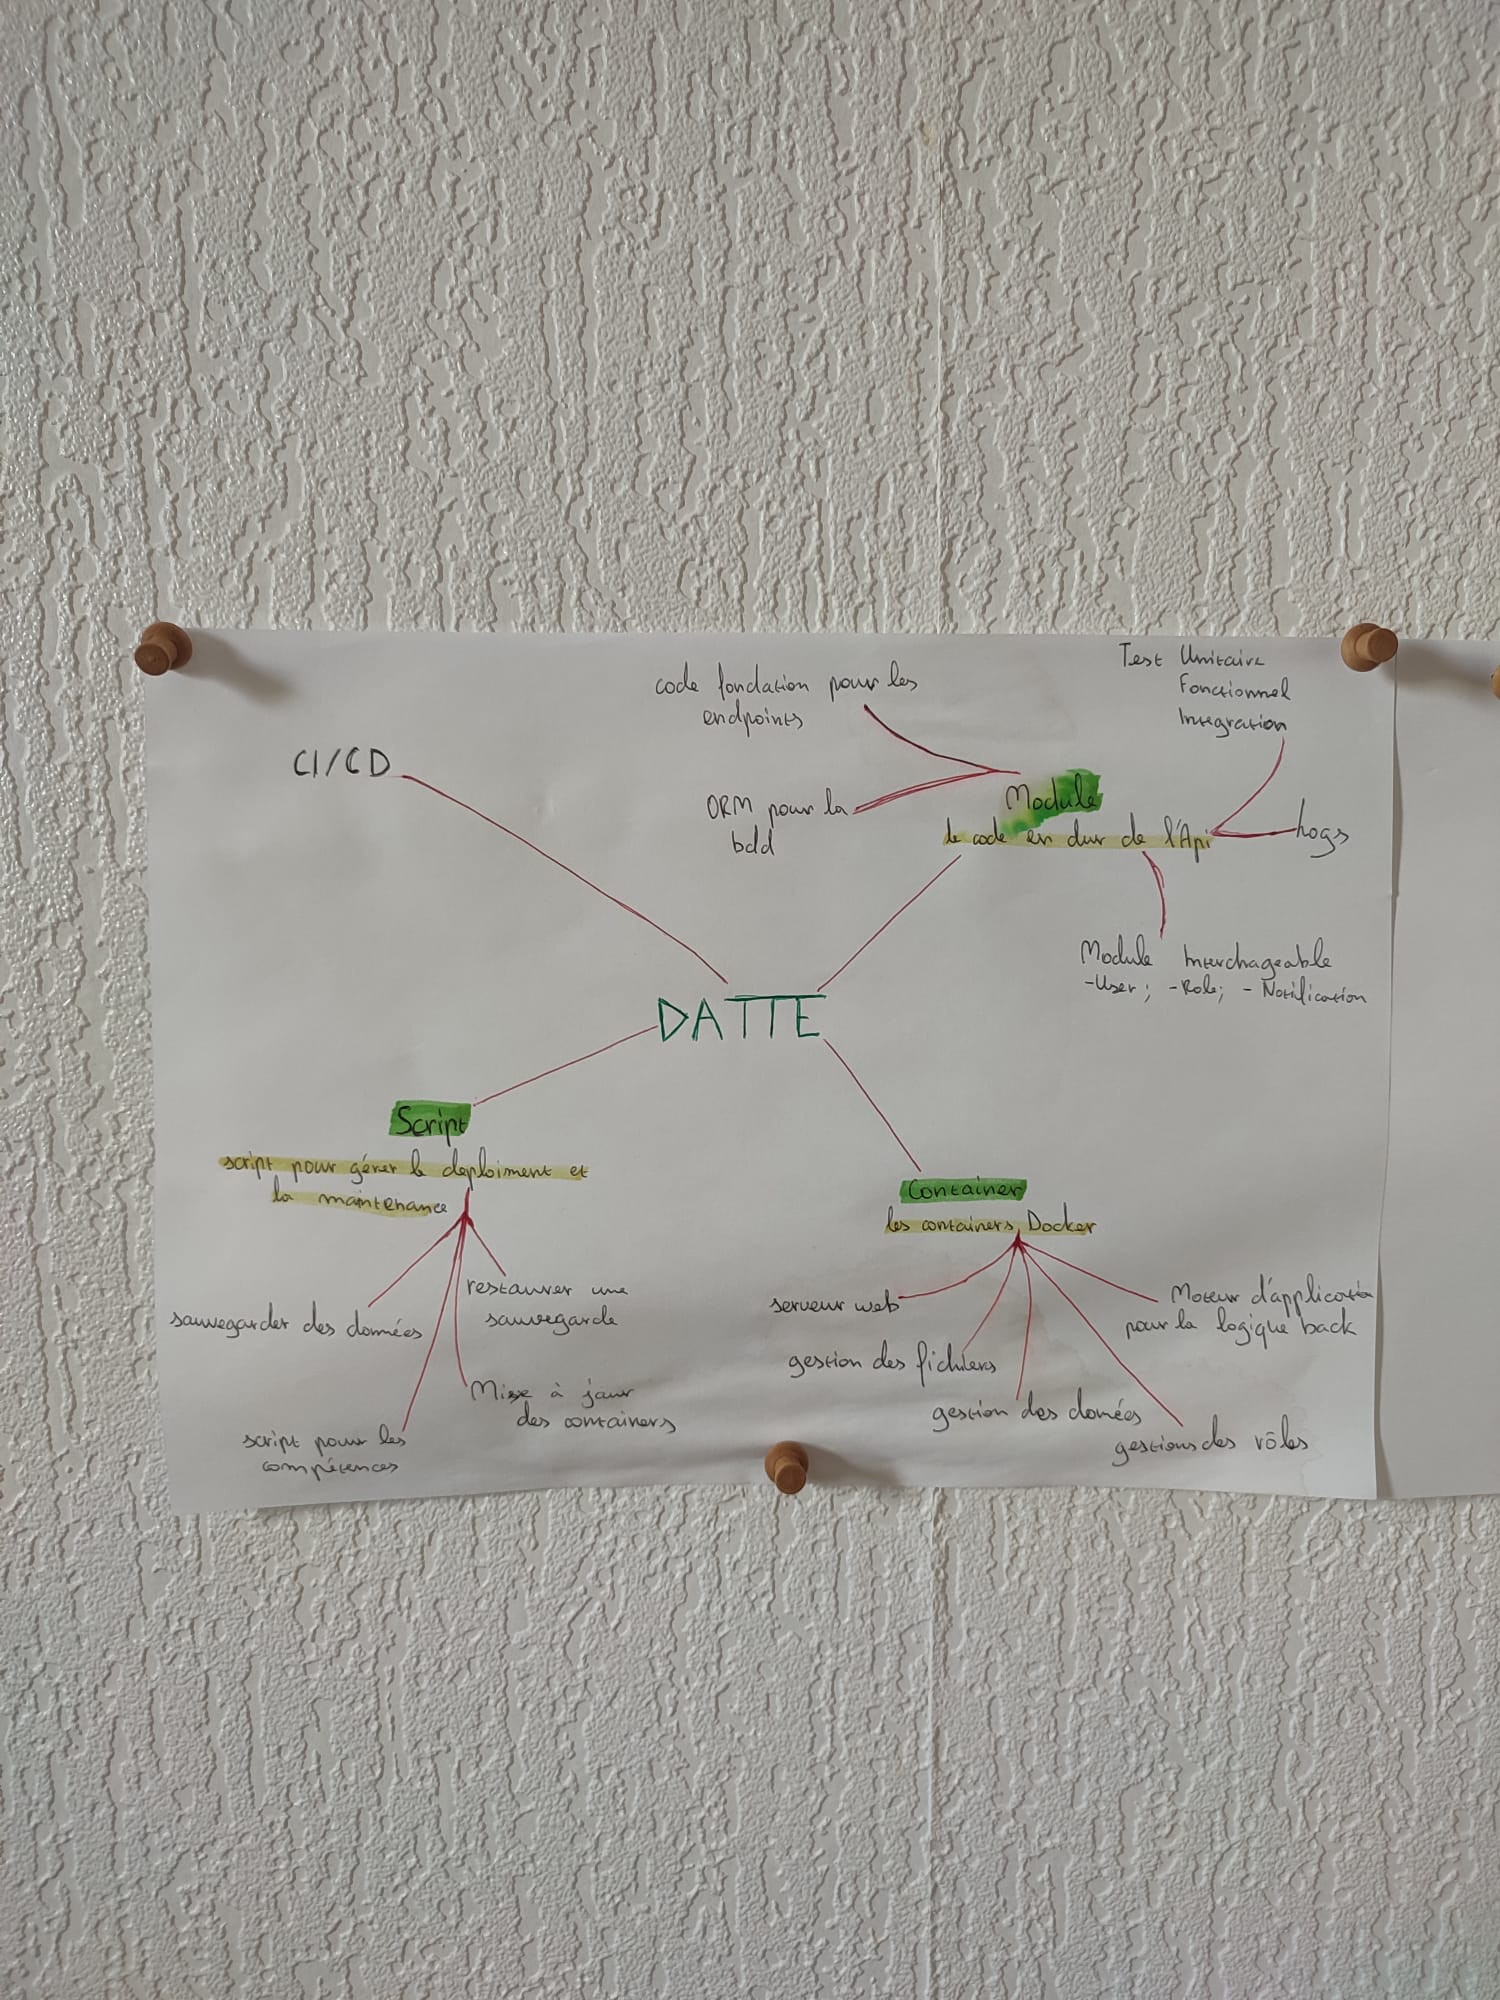 code fondation pour les
endpoints
Test Unitaire
Fonctionnel
Integration
CI/CD
ORM pour la
bdd
Module
le code en dur de l'Api
logs
Module Interchageable
-User; -Role; - Notification
DATTE
Script
script pour gérer le deploiment et
la maintenance
Container
les containers Docker
restaurer une
sauvegarde
sauvegarder des données
Mise à jour
des containers
script pour les
compétences
serveur web
Moteur d'application
pour la logique back
gestion des fichiers
gestion des donées
gestions des rôles